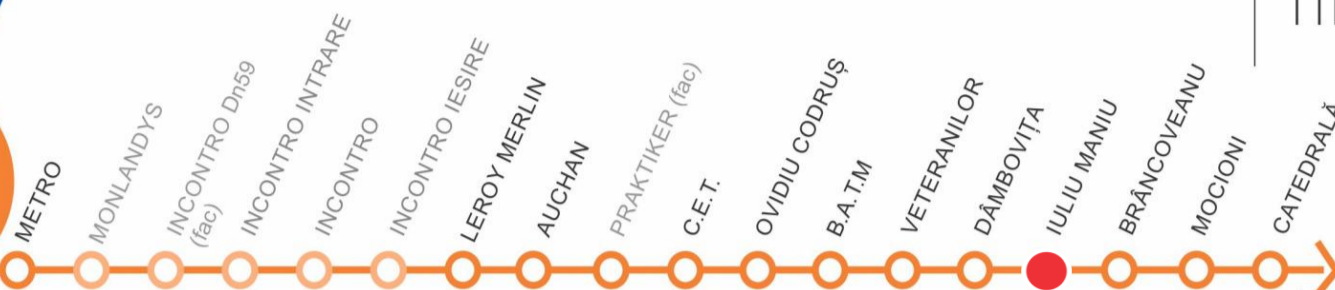 METRO
MONLANDYS
INCONTRO Dn59
(fac)
INCONTRO INTRARE
INCONTRO
INCONTRO IESIRE
LEROY MERLIN
AUCHAN
PRAKTIKER (fac)
C.E.T.
OVIDIU CODRUȘ
B.A.T.M
VETERANILOR
DÂMBOVIȚA
IULIU MANIU
BRÂNCOVEANU
MOCIONI
CATEDRALĂ